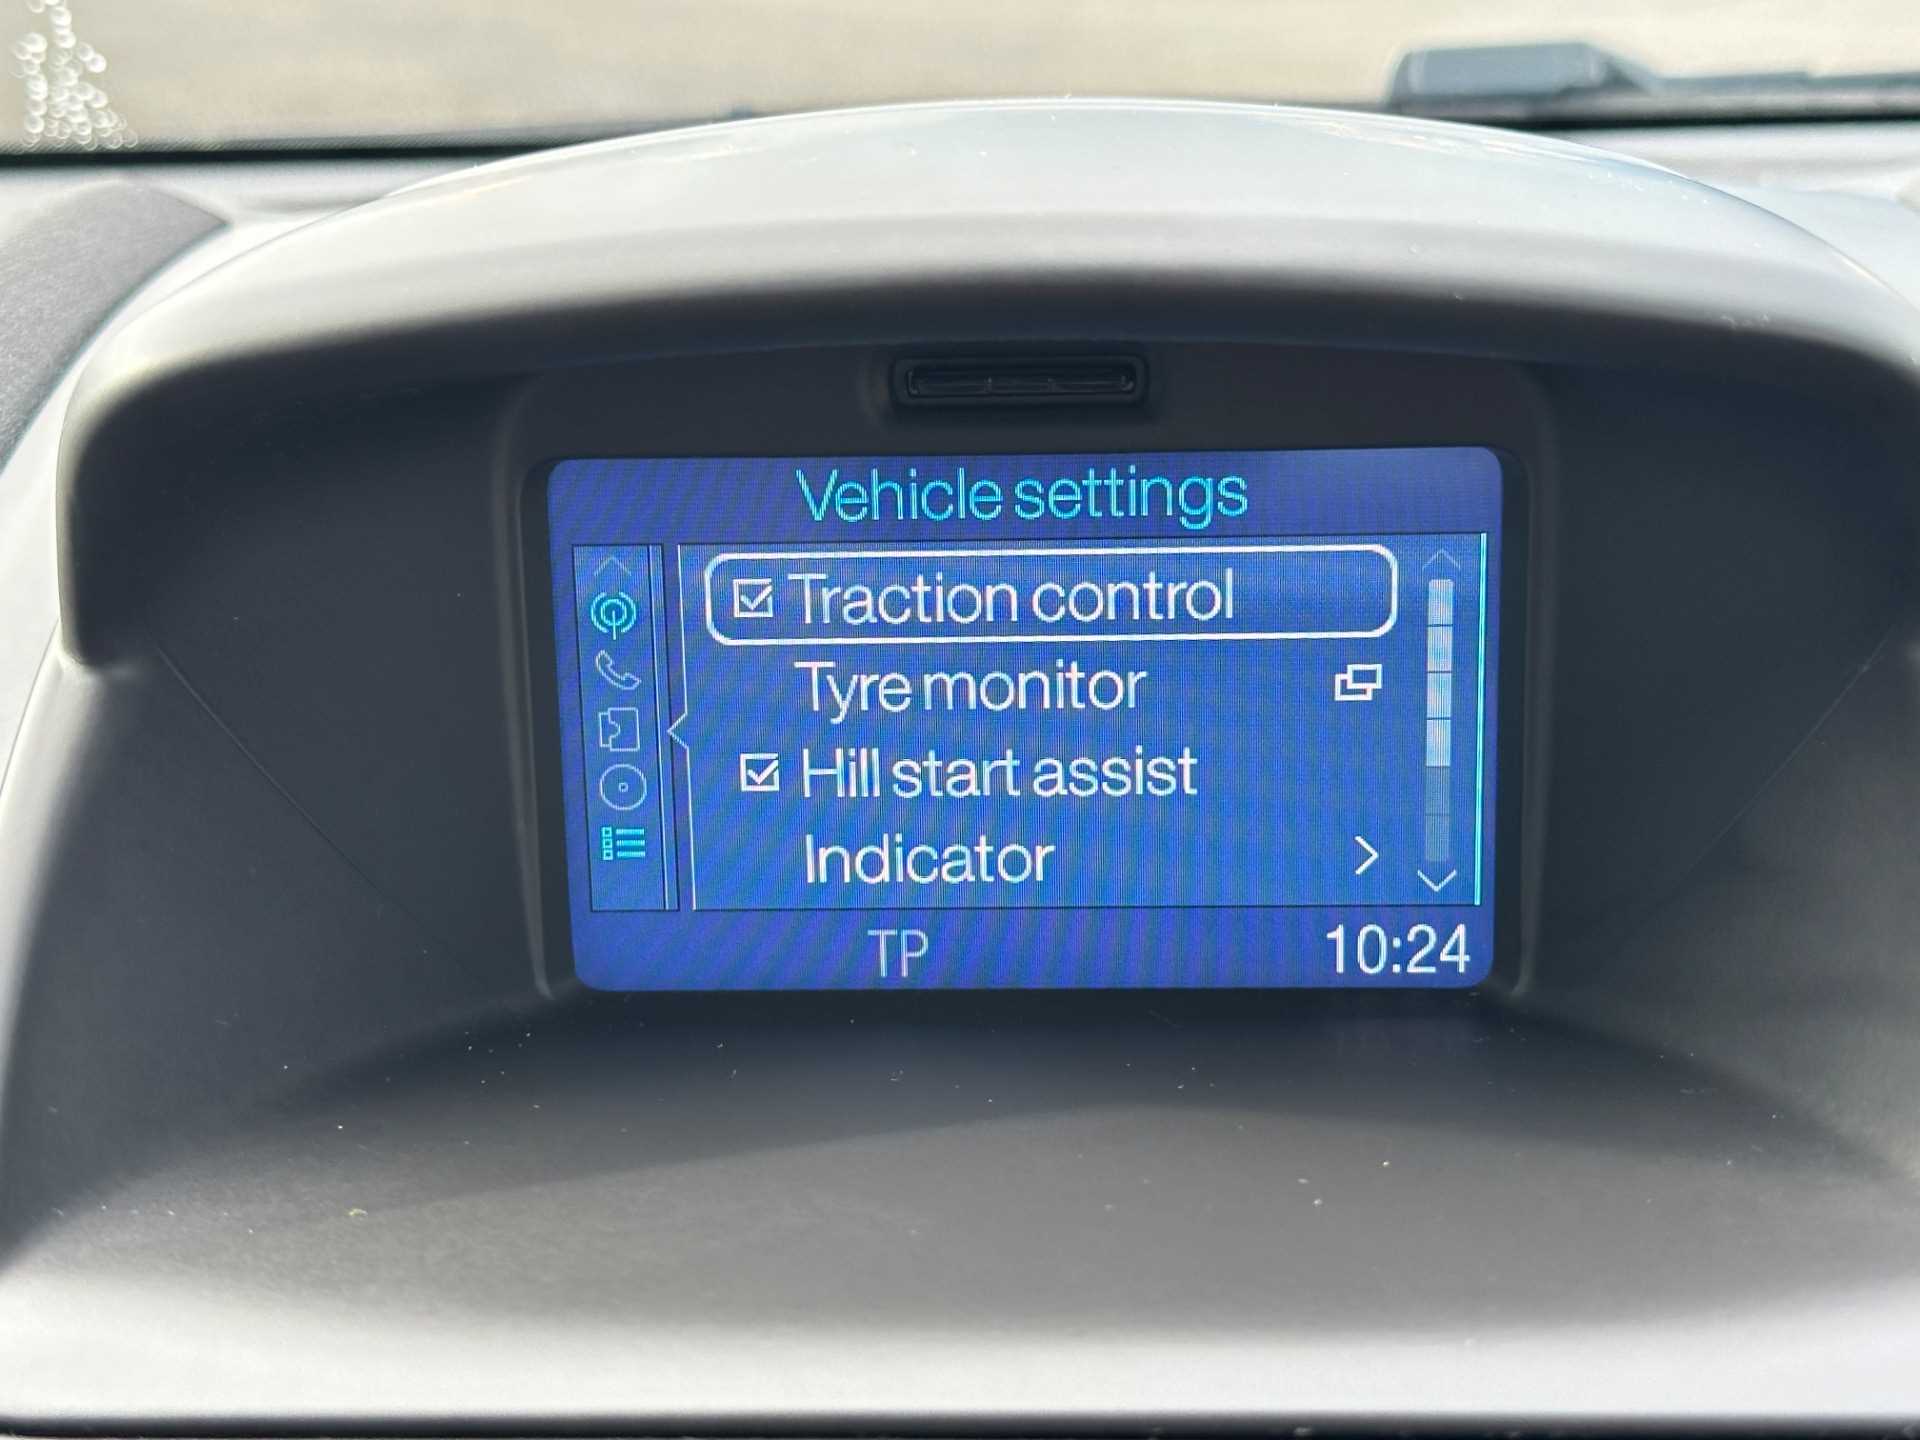 Vehicle settings
Traction control
Tyre monitor
Hill start assist
Indicator
TP
10:24